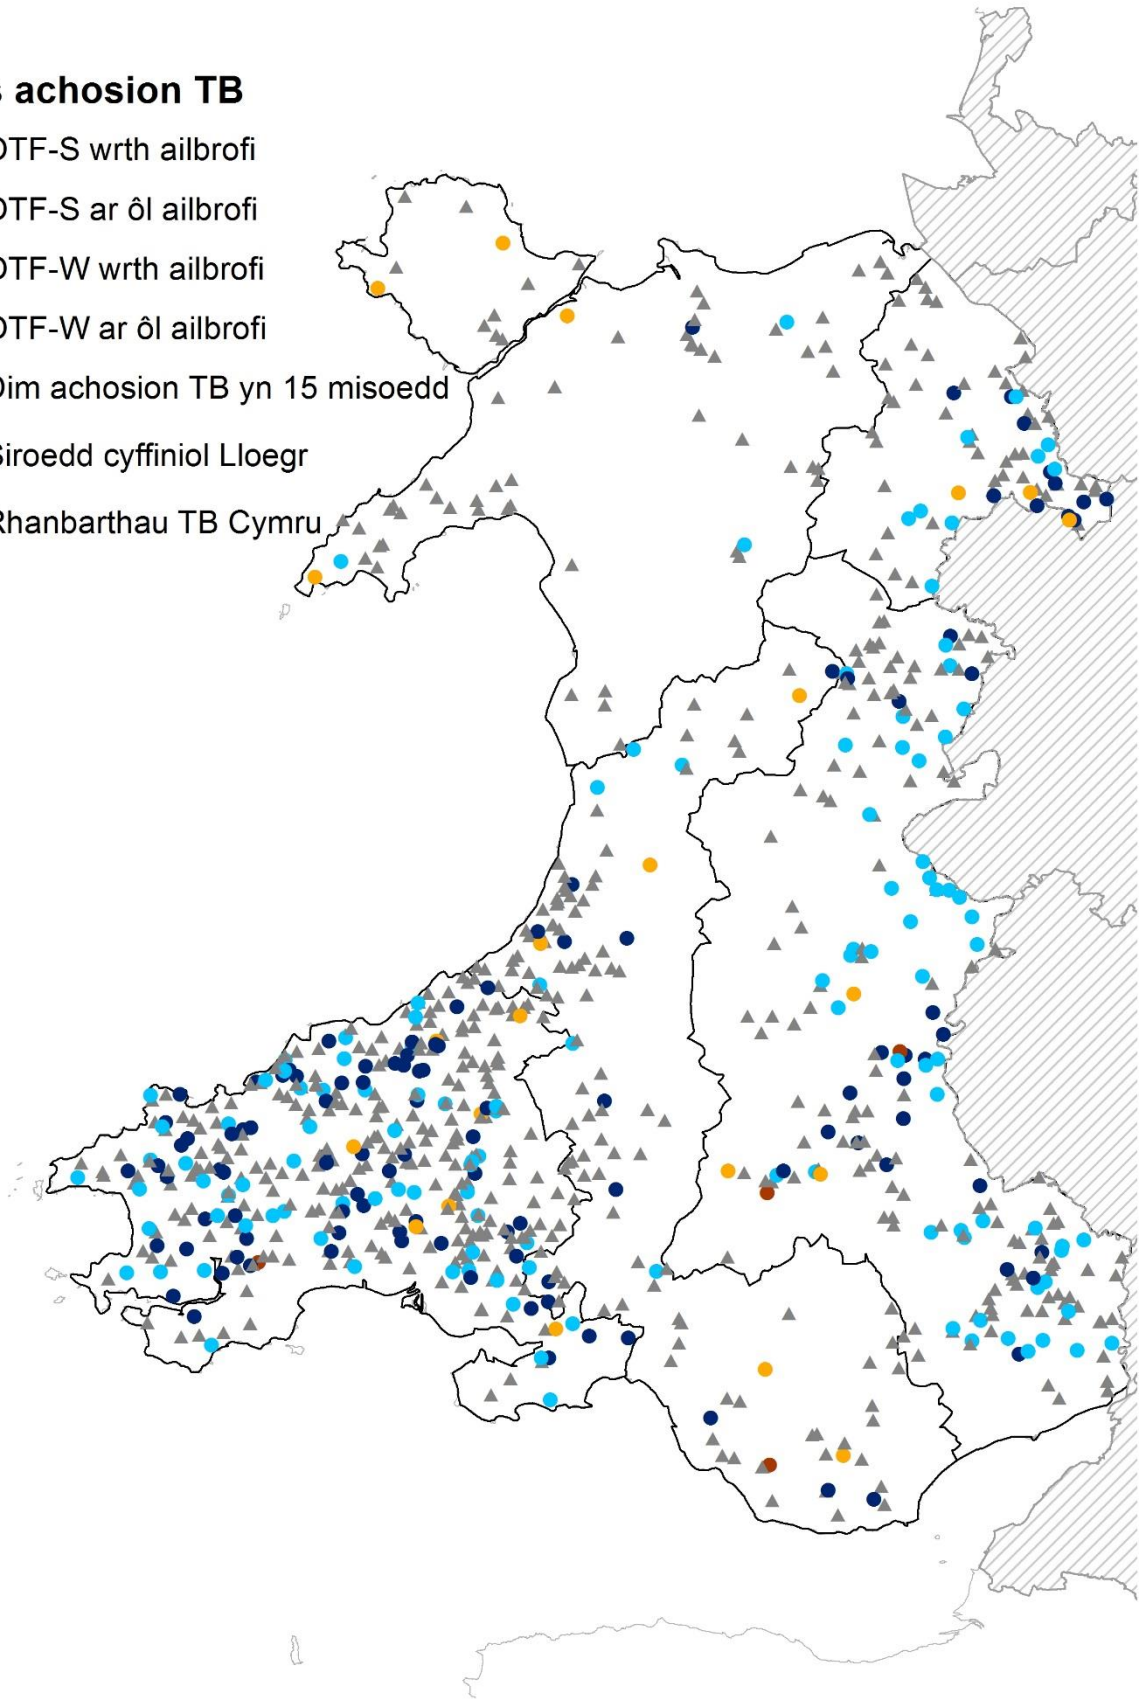 achosion TB
OTF-S wrth ailbrofi
OTF-S ar ôl ailbrofi
OTF-W wrth ailbrofi
OTF-W ar ôl ailbrofi
Dim achosion TB yn 15 misoedd
Siroedd cyffiniol Lloegr
Rhanbarthau TB Cymru